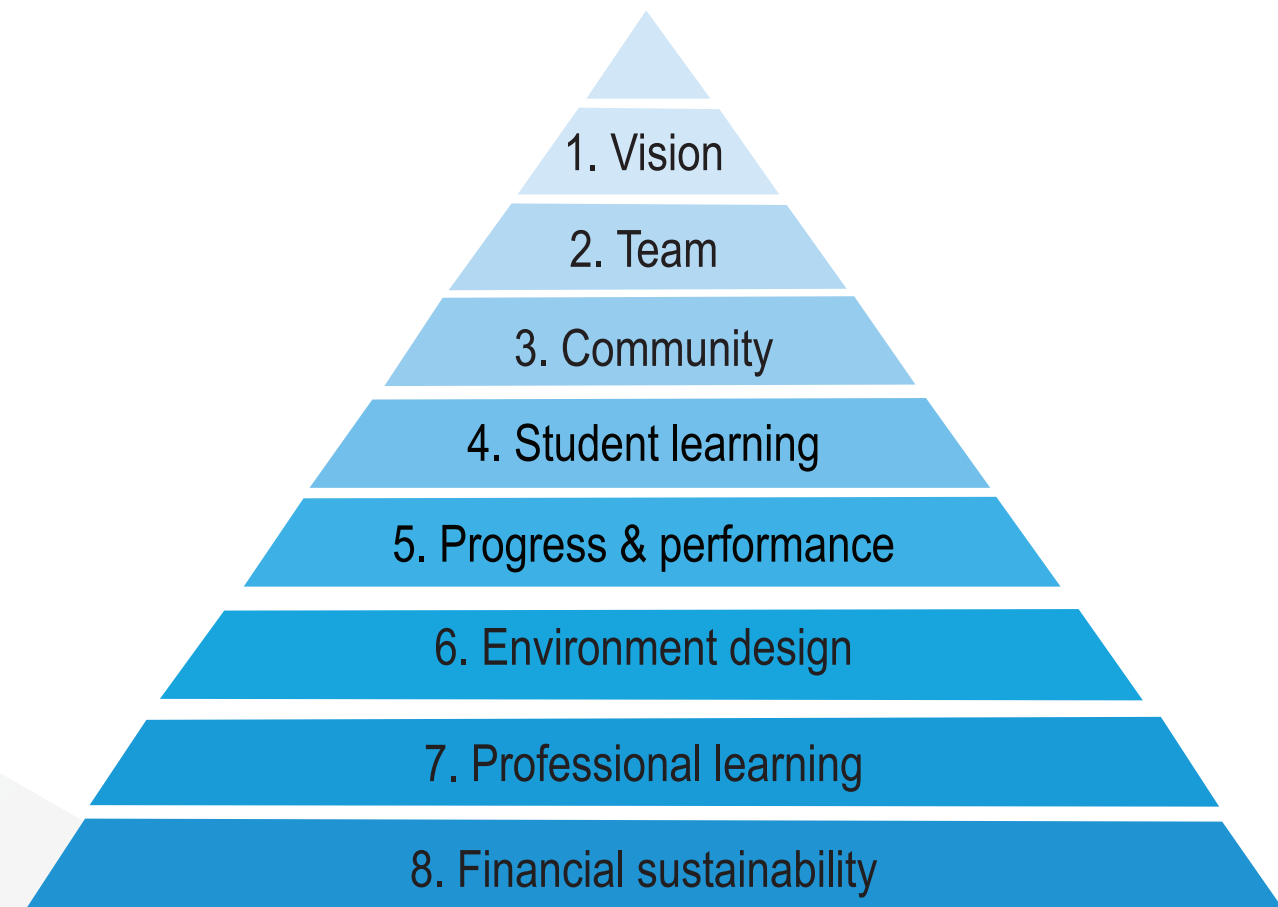 1. Vision
2. Team
3. Community
4. Student learning
5. Progress & performance
6. Environment design
7. Professional learning
8. Financial sustainability